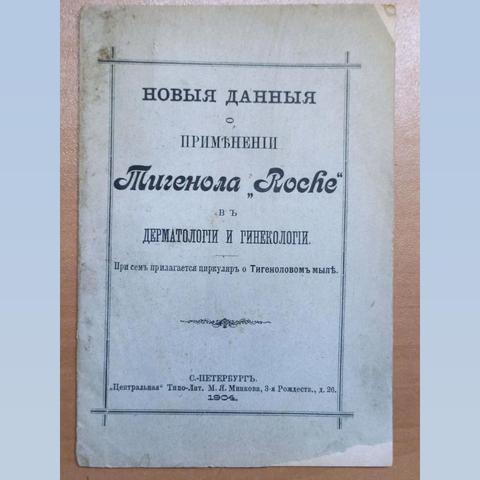 НОВЫЯ ДАННЫЯ
О
ПРИМѢНЕНІИ
Тигенола „Roche“
ВЪ
ДЕРМАТОЛОГІИ И ГИНЕКОЛОГІИ.
При семъ прилагается циркуляръ о Тигеноловомъ мылѣ.
С.-ПЕТЕРБУРГЪ.
„Центральная“ Типо-Лит. М. Я. Минкова, 3-я Рождеств., д. 26.
1904.